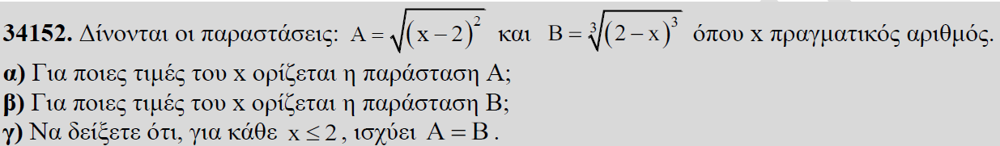 34152. Δίνονται οι παραστάσεις: A = √(x − 2)² και B = ∛(2 − x)³ όπου x πραγματικός αριθμός.
α) Για ποιες τιμές του x ορίζεται η παράσταση A;
β) Για ποιες τιμές του x ορίζεται η παράσταση B;
γ) Να δείξετε ότι, για κάθε x ≤ 2, ισχύει A = B.